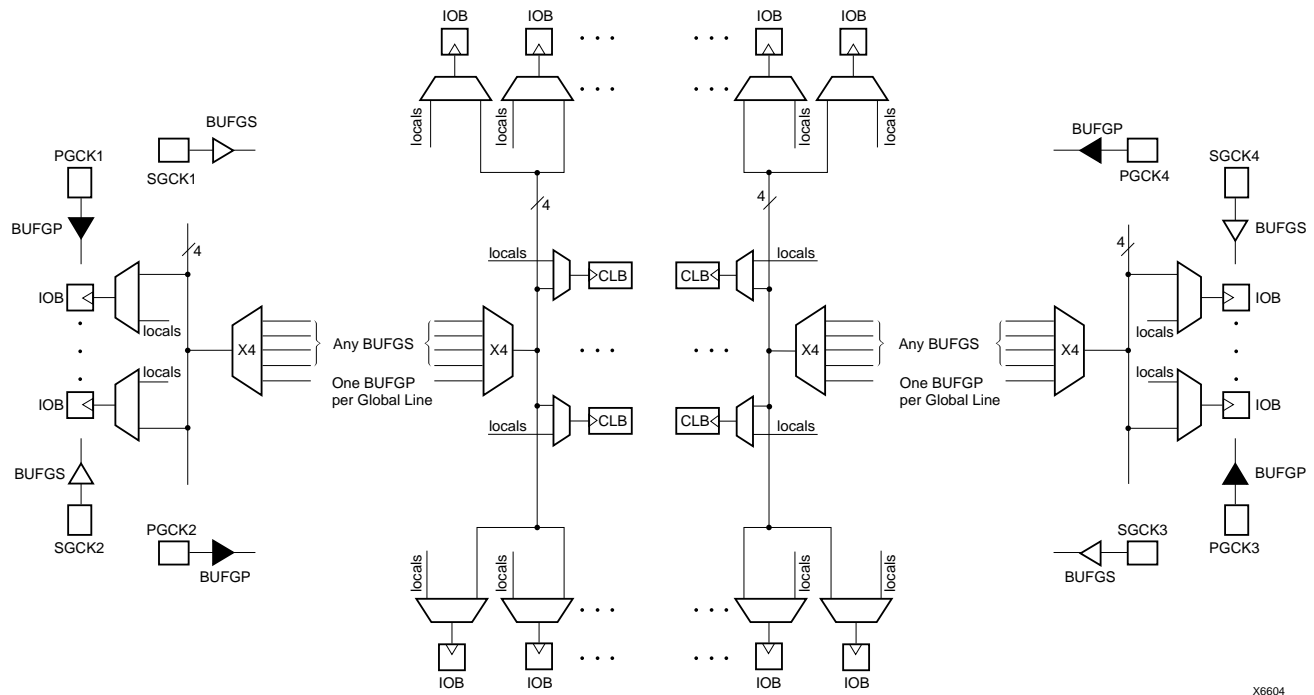 IOB
IOB
IOB
IOB
locals
locals
locals
locals
BUFGS
SGCK1
PGCK1
BUFGP
BUFGP
PGCK4
SGCK4
BUFGS
4
4
4
4
locals
CLB
CLB
locals
IOB
locals
IOB
locals
X4
Any BUFGS
X4
X4
Any BUFGS
X4
One BUFGP
per Global Line
One BUFGP
per Global Line
locals
IOB
locals
IOB
locals
CLB
CLB
locals
BUFGS
SGCK2
PGCK2
BUFGP
SGCK3
BUFGS
BUFGP
PGCK3
locals
locals
locals
locals
IOB
IOB
IOB
IOB
X6604